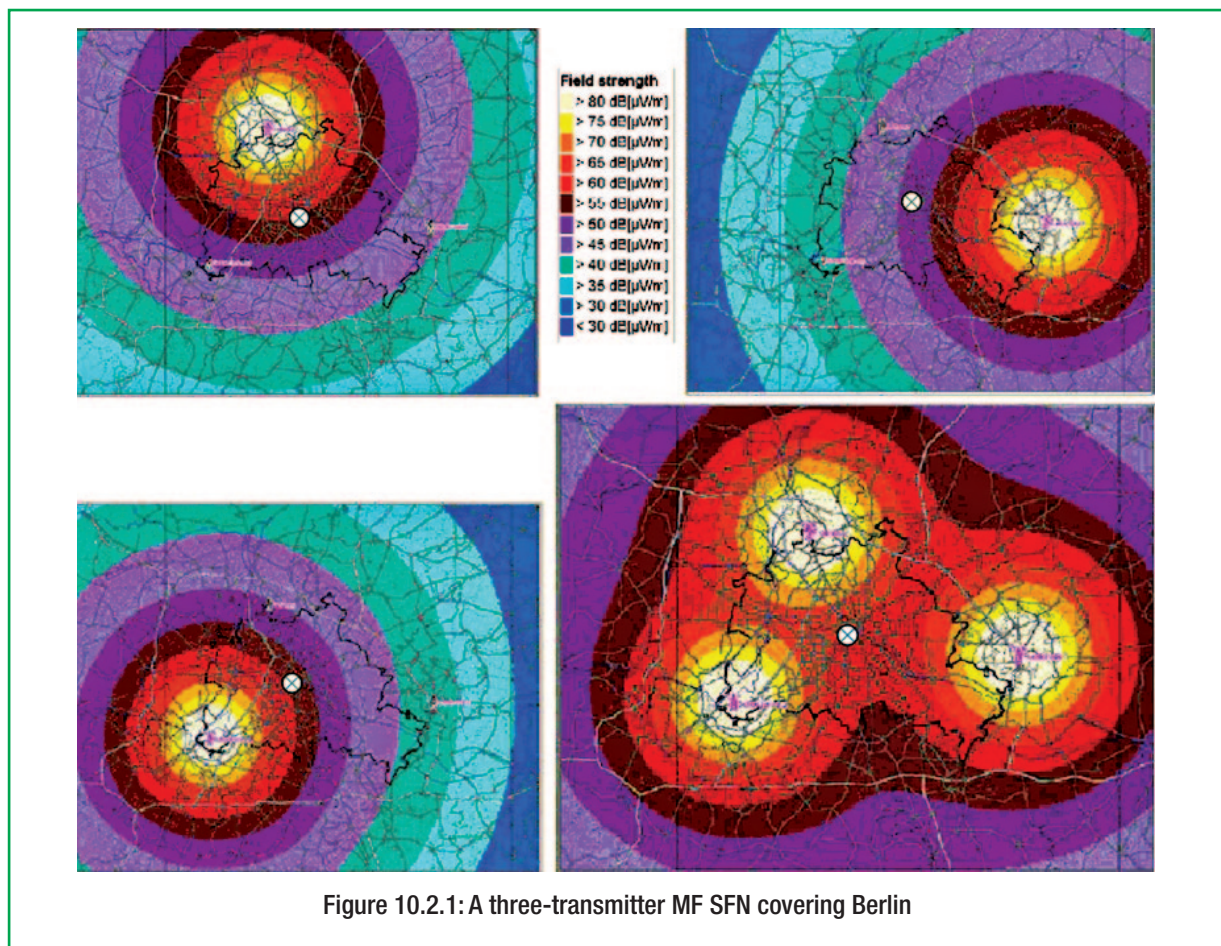 Field strength
> 80 dB[µV/m]
> 75 dB[µV/m]
> 70 dB[µV/m]
> 65 dB[µV/m]
> 60 dB[µV/m]
> 55 dB[µV/m]
> 50 dB[µV/m]
> 45 dB[µV/m]
> 40 dB[µV/m]
> 35 dB[µV/m]
> 30 dB[µV/m]
< 30 dB[µV/m]
Figure 10.2.1: A three-transmitter MF SFN covering Berlin